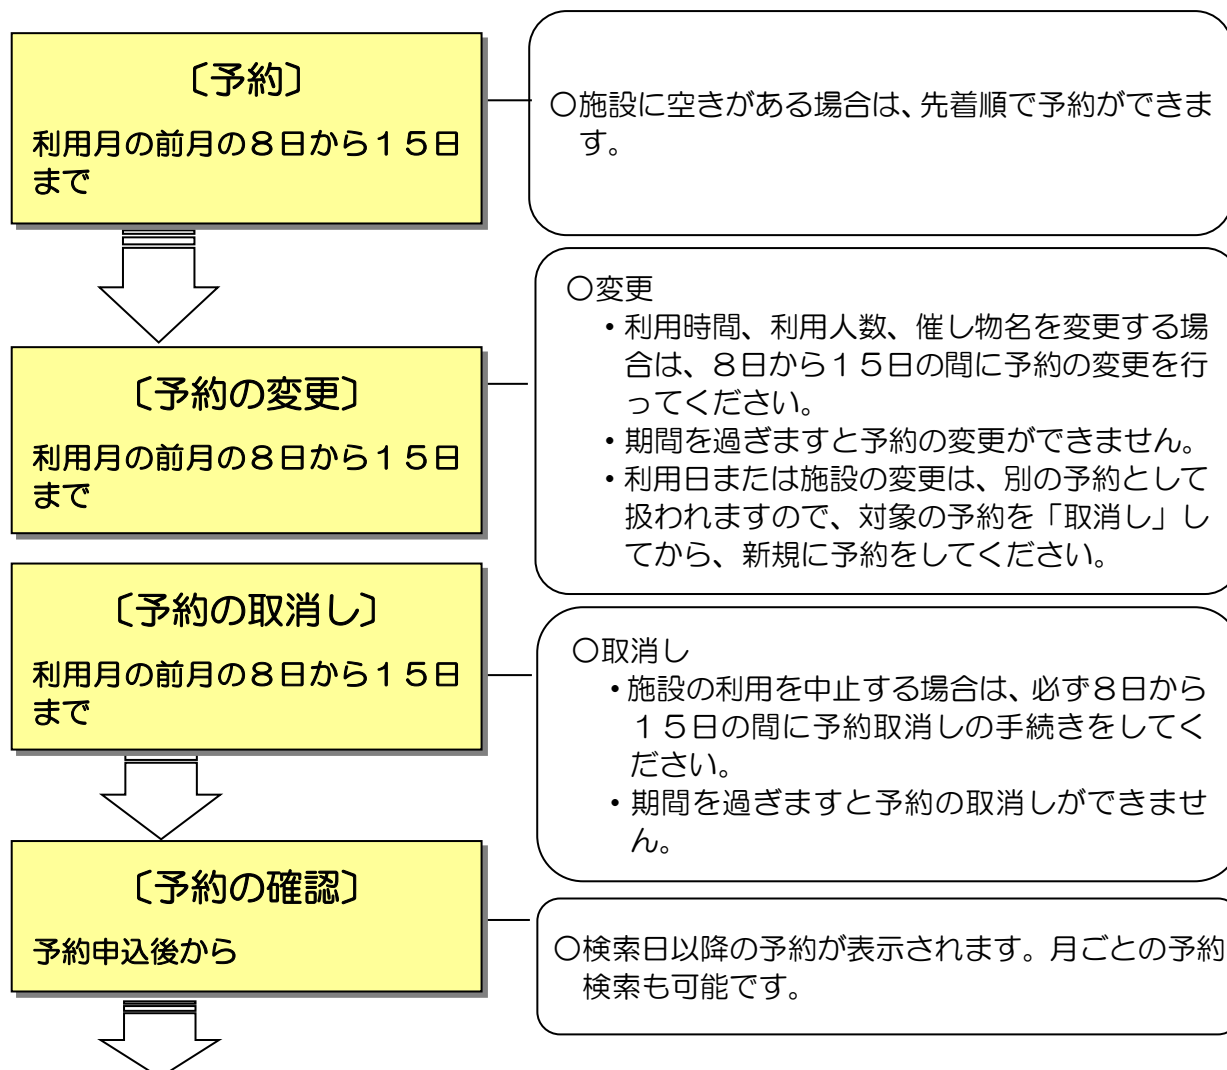 〔予約〕
利用月の前月の８日から１５日
まで
〇施設に空きがある場合は、先着順で予約ができま
す。
〔予約の変更〕
利用月の前月の８日から１５日
まで
〇変更
・利用時間、利用人数、催し物名を変更する場
合は、８日から１５日の間に予約の変更を行
ってください。
・期間を過ぎますと予約の変更ができません。
・利用日または施設の変更は、別の予約として
扱われますので、対象の予約を「取消し」し
てから、新規に予約をしてください。
〔予約の取消し〕
利用月の前月の８日から１５日
まで
〇取消し
・施設の利用を中止する場合は、必ず８日から
１５日の間に予約取消しの手続きをしてく
ださい。
・期間を過ぎますと予約の取消しができませ
ん。
〔予約の確認〕
予約申込後から
〇検索日以降の予約が表示されます。月ごとの予約
検索も可能です。